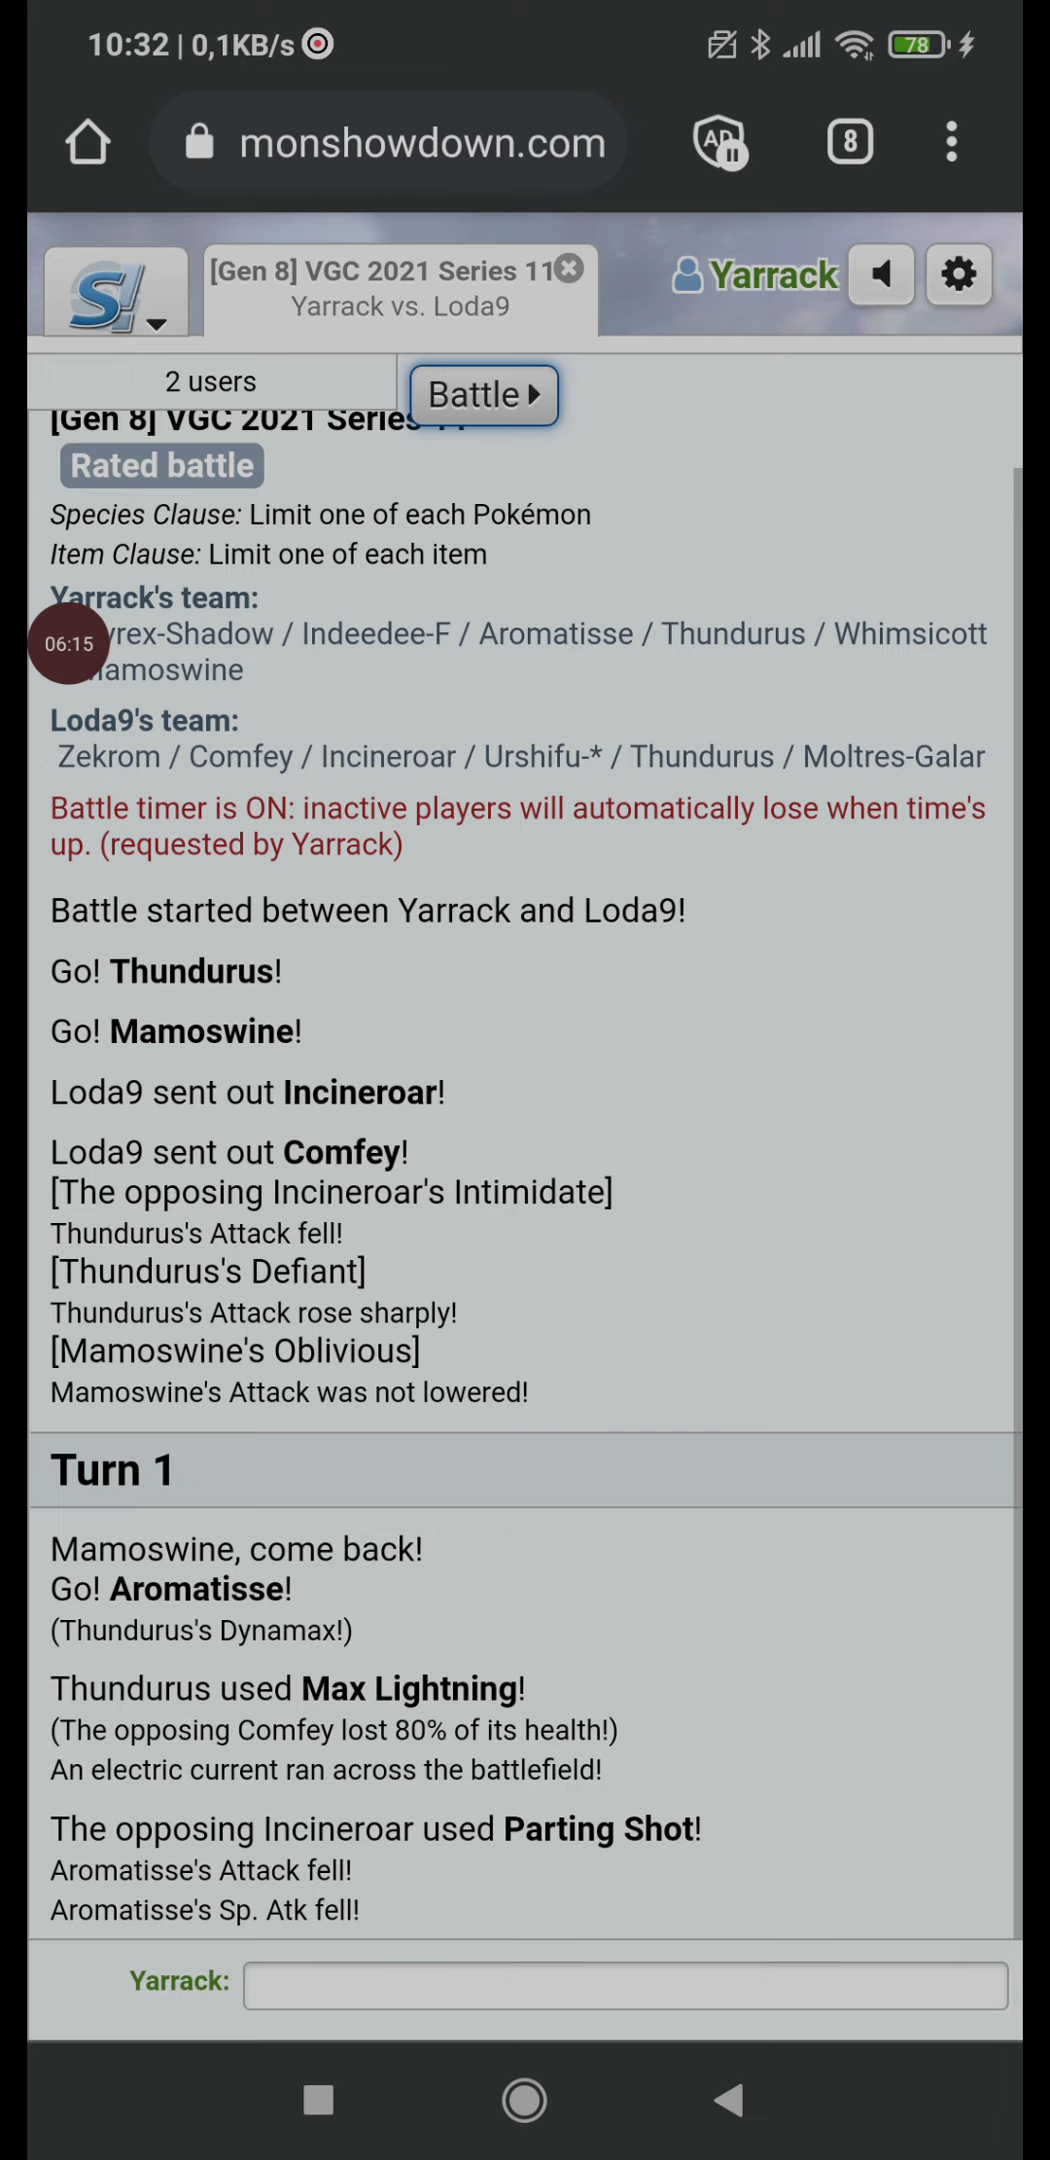 10:32 | 0,1KB/s
78
monshowdown.com
AD
8
[Gen 8] VGC 2021 Series 11
Yarrack vs. Loda9
Yarrack
2 users
Battle
[Gen 8] VGC 2021 Series
Rated battle
Species Clause: Limit one of each Pokémon
Item Clause: Limit one of each item
Yarrack's team:
06:15
yrex-Shadow / Indeedee-F / Aromatisse / Thundurus / Whimsicott
amoswine
Loda9's team:
Zekrom / Comfey / Incineroar / Urshifu-* / Thundurus / Moltres-Galar
Battle timer is ON: inactive players will automatically lose when time's
up. (requested by Yarrack)
Battle started between Yarrack and Loda9!
Go! Thundurus!
Go! Mamoswine!
Loda9 sent out Incineroar!
Loda9 sent out Comfey!
[The opposing Incineroar's Intimidate]
Thundurus's Attack fell!
[Thundurus's Defiant]
Thundurus's Attack rose sharply!
[Mamoswine's Oblivious]
Mamoswine's Attack was not lowered!
Turn 1
Mamoswine, come back!
Go! Aromatisse!
(Thundurus's Dynamax!)
Thundurus used Max Lightning!
(The opposing Comfey lost 80% of its health!)
An electric current ran across the battlefield!
The opposing Incineroar used Parting Shot!
Aromatisse's Attack fell!
Aromatisse's Sp. Atk fell!
Yarrack: